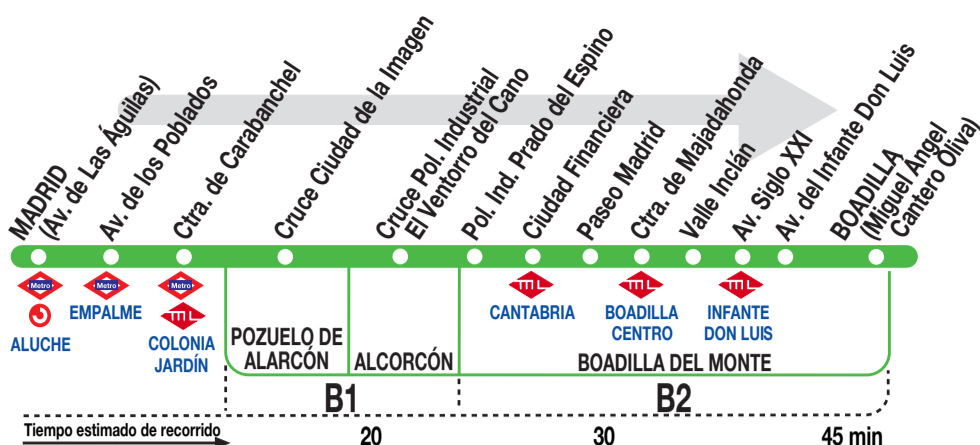 MADRID
(Av. de Las Águilas)
Av. de los Poblados
Ctra. de Carabanchel
Cruce Ciudad de la Imagen
Cruce Pol. Industrial
El Ventorro del Cano
Pol. Ind. Prado del Espino
Ciudad Financiera
Paseo Madrid
Ctra. de Majadahonda
Valle Inclán
Av. Siglo XXI
Av. del Infante Don Luis
BOADILLA
(Miguel Ángel
Cantero Oliva)
Metro
Metro
Metro
ML
ML
ML
ML
ALUCHE
EMPALME
COLONIA
JARDÍN
CANTABRIA
BOADILLA
CENTRO
INFANTE
DON LUIS
POZUELO DE
ALARCÓN
ALCORCÓN
BOADILLA DEL MONTE
B1
B2
Tiempo estimado de recorrido
20
30
45 min